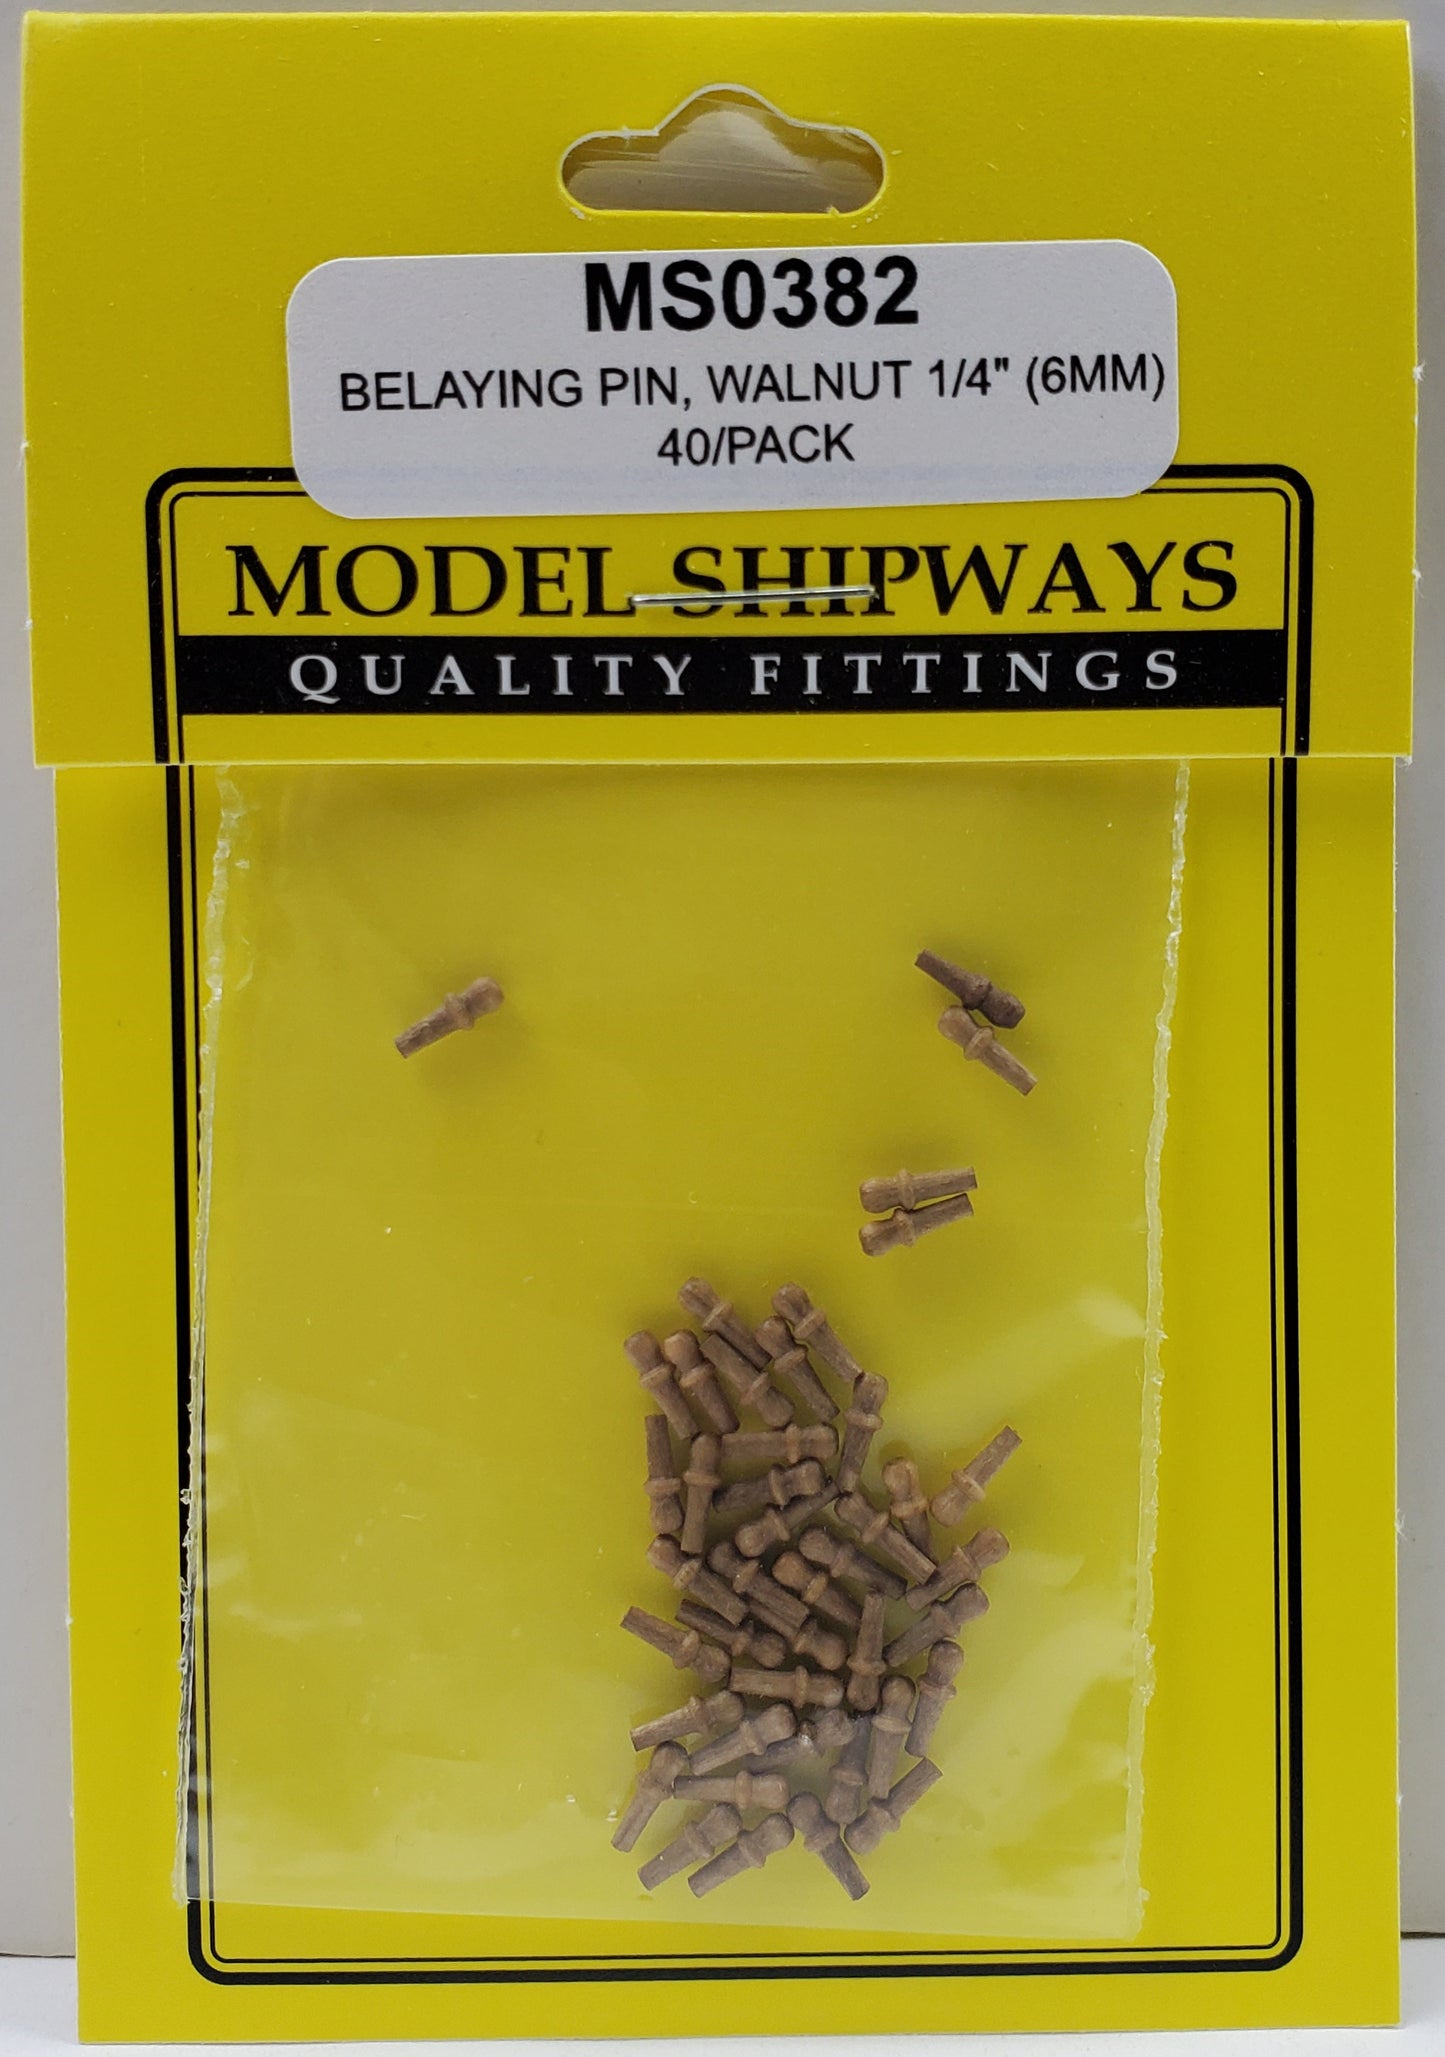 MS0382
BELAYING PIN, WALNUT 1/4" (6MM)
40/PACK
MODEL SHIPWAYS
QUALITY FITTINGS